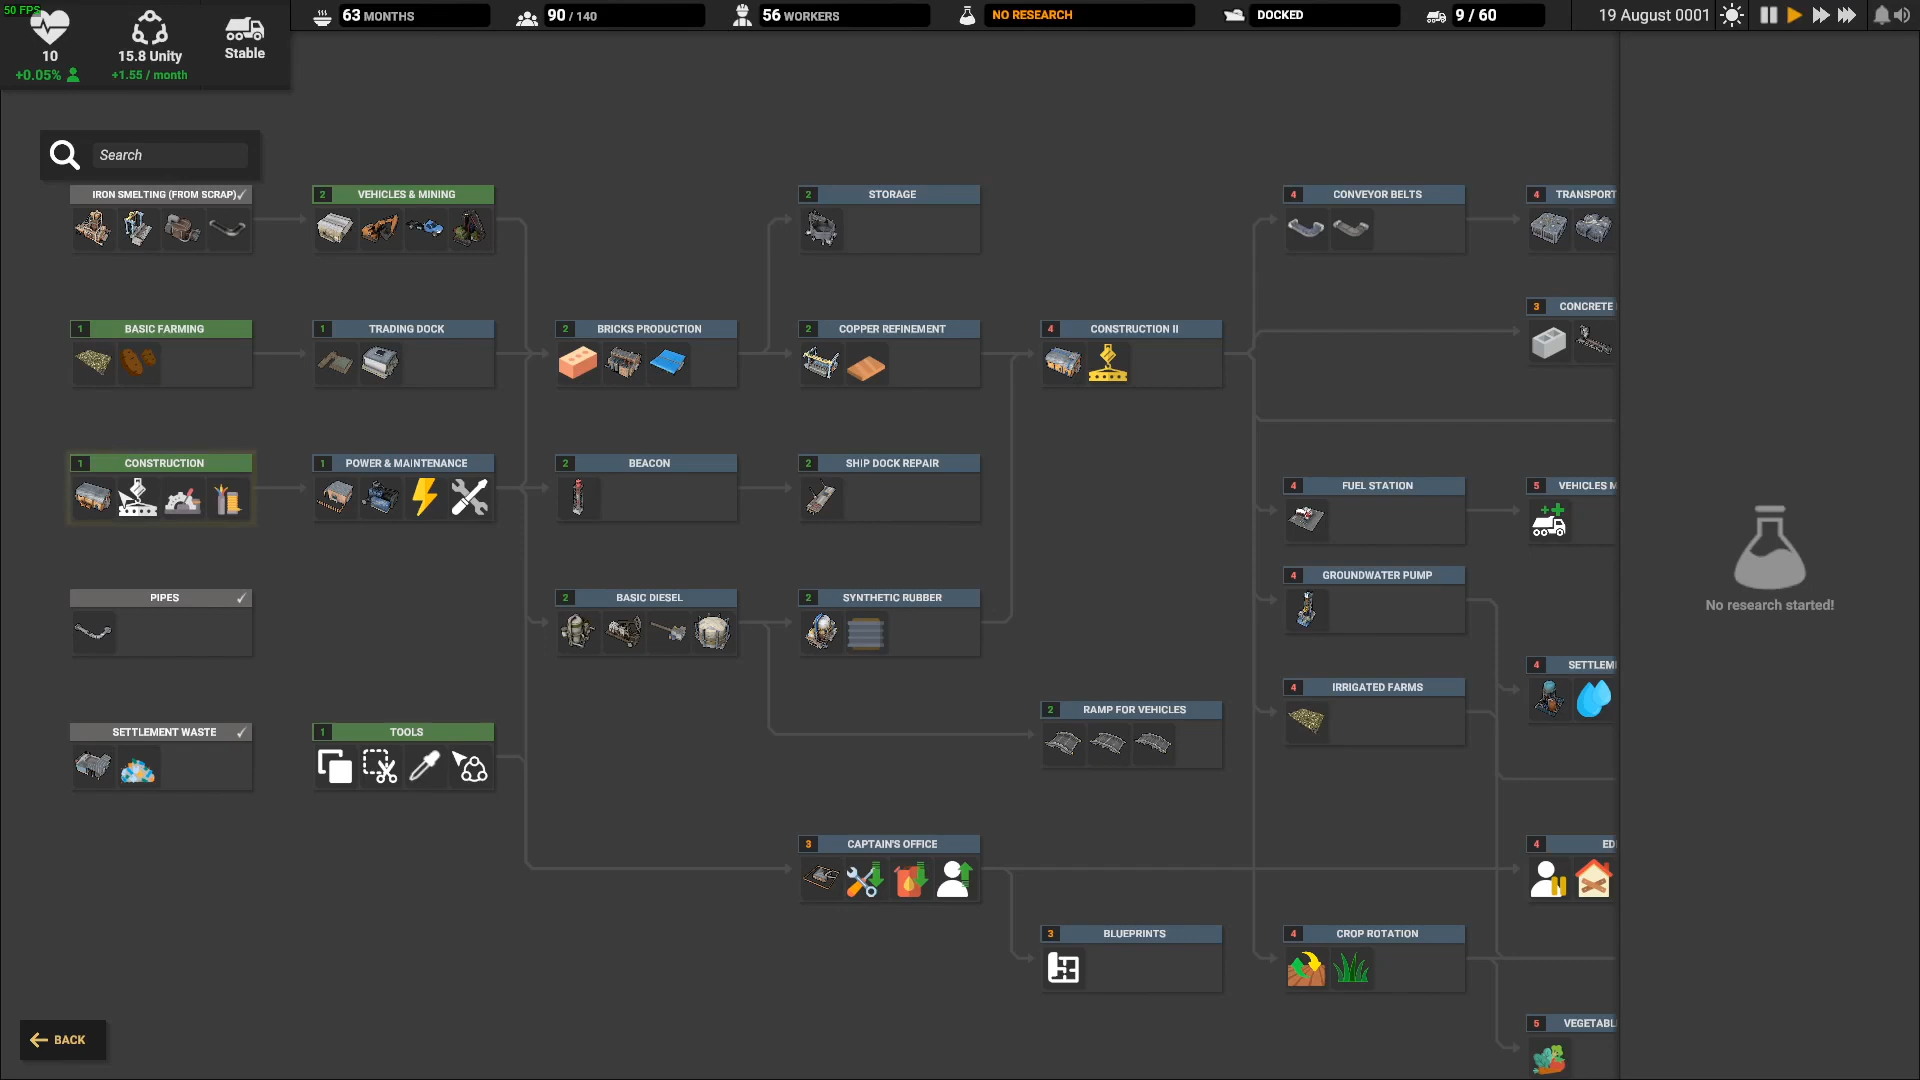 50 FPS
63 MONTHS
90 / 140
56 WORKERS
NO RESEARCH
DOCKED
9 / 60
19 August 0001
10
15.8 Unity
Stable
+0.05%
+1.55 / month
Search
IRON SMELTING (FROM SCRAP)
2 VEHICLES & MINING
2 STORAGE
4 CONVEYOR BELTS
4 TRANSPORT
3 CONCRETE
1 BASIC FARMING
1 TRADING DOCK
2 BRICKS PRODUCTION
2 COPPER REFINEMENT
4 CONSTRUCTION II
1 CONSTRUCTION
1 POWER & MAINTENANCE
2 BEACON
2 SHIP DOCK REPAIR
4 FUEL STATION
5 VEHICLES M
4 GROUNDWATER PUMP
PIPES
2 BASIC DIESEL
2 SYNTHETIC RUBBER
No research started!
4 SETTLEM
4 IRRIGATED FARMS
2 RAMP FOR VEHICLES
SETTLEMENT WASTE
1 TOOLS
3 CAPTAIN'S OFFICE
4 ED
3 BLUEPRINTS
4 CROP ROTATION
5 VEGETABL
BACK